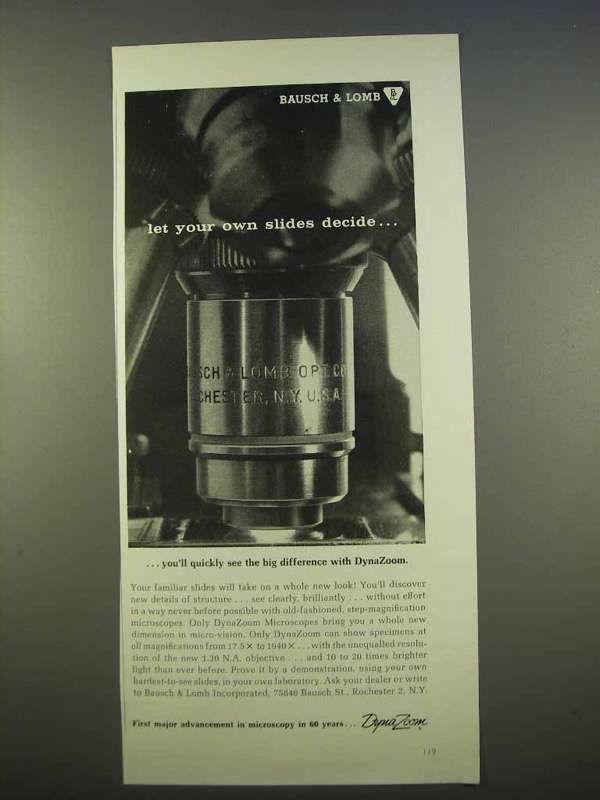 BAUSCH & LOMB
let your own slides decide...
SCH & LOMB OPT. CO
CHESTER, N.Y. U.S.A.
...you'll quickly see the big difference with DynaZoom.
Your familiar slides will take on a whole new look! You'll discover
new details of structure . . . see clearly, brilliantly . . . without effort
in a way never before possible with old-fashioned, step-magnification
microscopes. Only DynaZoom Microscopes bring you a whole new
dimension in micro-vision. Only DynaZoom can show specimens at
all magnifications from 17.5× to 1940× . . . with the unequalled resolu-
tion of the new 1.30 N.A. objective . . . and 10 to 20 times brighter
light than ever before. Prove it by a demonstration, using your own
hardest-to-see slides, in your own laboratory. Ask your dealer or write
to Bausch & Lomb Incorporated, 75646 Bausch St., Rochester 2, N.Y.
First major advancement in microscopy in 60 years... DynaZoom
119